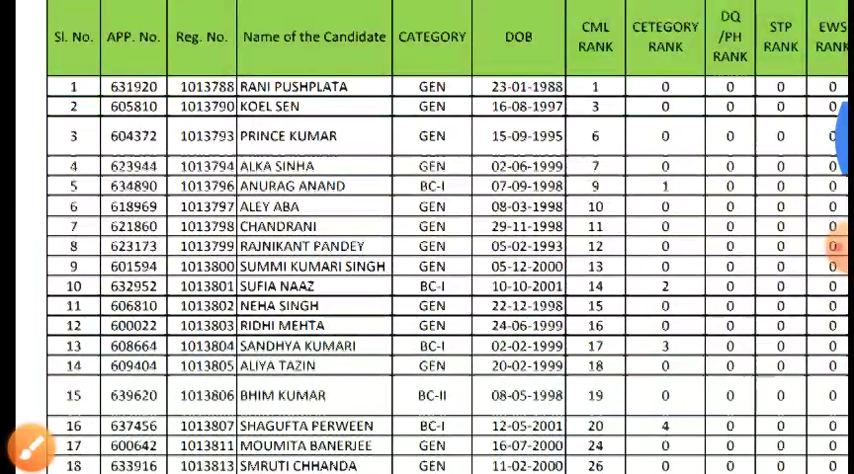 Sl. No. APP. No. Reg. No. Name of the Candidate CATEGORY DOB CML RANK CETEGORY RANK DQ /PH RANK STP RANK EWS RANK
1 631920 1013788 RANI PUSHPLATA GEN 23-01-1988 1 0 0 0 0
2 605810 1013790 KOEL SEN GEN 16-08-1997 3 0 0 0 0
3 604372 1013793 PRINCE KUMAR GEN 15-09-1995 6 0 0 0 0
4 623944 1013794 ALKA SINHA GEN 02-06-1999 7 0 0 0 0
5 634890 1013796 ANURAG ANAND BC-I 07-09-1998 9 1 0 0 0
6 618969 1013797 ALEY ABA GEN 08-03-1998 10 0 0 0 0
7 621860 1013798 CHANDRANI GEN 29-11-1998 11 0 0 0 0
8 623173 1013799 RAJNIKANT PANDEY GEN 05-02-1993 12 0 0 0 0
9 601594 1013800 SUMMI KUMARI SINGH GEN 05-12-2000 13 0 0 0 0
10 632952 1013801 SUFIA NAAZ BC-I 10-10-2001 14 2 0 0 0
11 606810 1013802 NEHA SINGH GEN 22-12-1998 15 0 0 0 0
12 600022 1013803 RIDHI MEHTA GEN 24-06-1999 16 0 0 0 0
13 608664 1013804 SANDHYA KUMARI BC-I 02-02-1999 17 3 0 0 0
14 609404 1013805 ALIYA TAZIN GEN 20-02-1999 18 0 0 0 0
15 639620 1013806 BHIM KUMAR BC-II 08-05-1998 19 0 0 0 0
16 637456 1013807 SHAGUFTA PERWEEN BC-I 12-05-2001 20 4 0 0 0
17 600642 1013811 MOUMITA BANERJEE GEN 16-07-2000 24 0 0 0 0
18 633916 1013813 SMRUTI CHHANDA GEN 11-02-2000 26 0 0 0 0